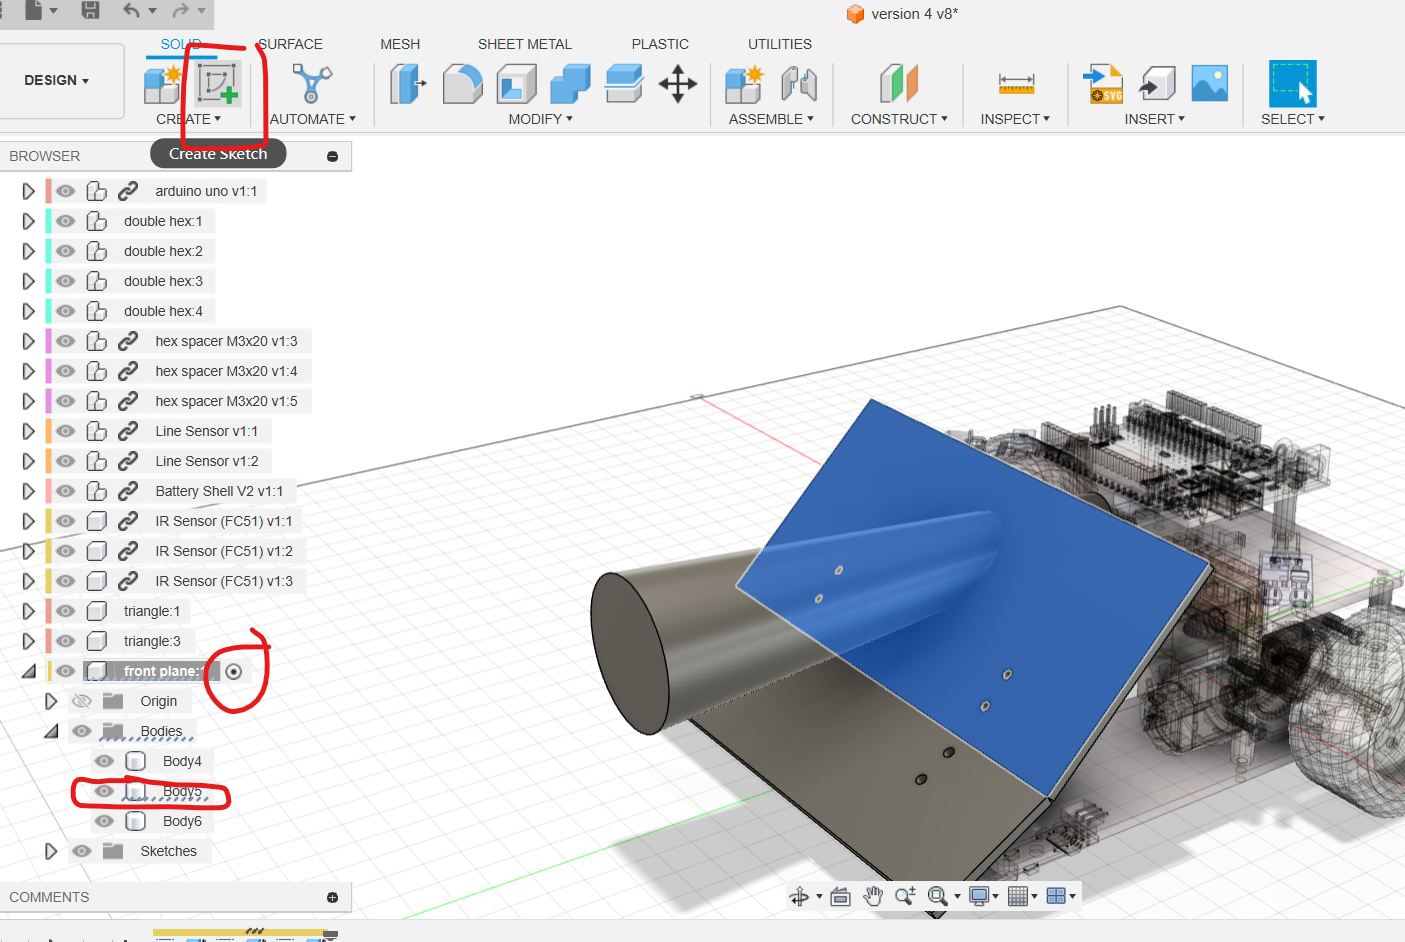 version 4 v8*
SOLID SURFACE MESH SHEET METAL PLASTIC UTILITIES
DESIGN
CREATE AUTOMATE MODIFY ASSEMBLE CONSTRUCT INSPECT INSERT SELECT
SVG
BROWSER
Create Sketch
arduino uno v1:1
double hex:1
double hex:2
double hex:3
double hex:4
hex spacer M3x20 v1:3
hex spacer M3x20 v1:4
hex spacer M3x20 v1:5
Line Sensor v1:1
Line Sensor v1:2
Battery Shell V2 v1:1
IR Sensor (FC51) v1:1
IR Sensor (FC51) v1:2
IR Sensor (FC51) v1:3
triangle:1
triangle:3
front plane:
Origin
Bodies
Body4
Body5
Body6
Sketches
COMMENTS